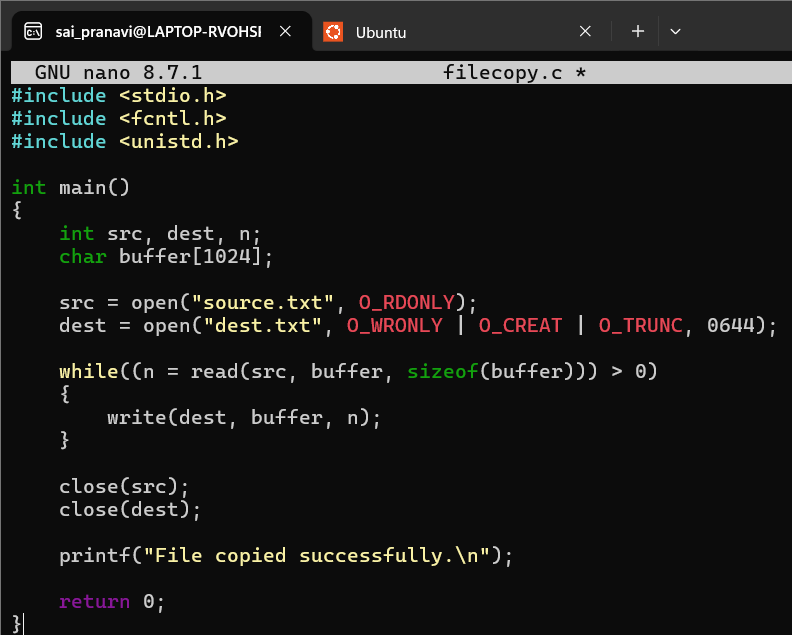 sai_pranavi@LAPTOP-RVOHSI
Ubuntu
GNU nano 8.7.1 filecopy.c *
#include <stdio.h>
#include <fcntl.h>
#include <unistd.h>

int main()
{
    int src, dest, n;
    char buffer[1024];

    src = open("source.txt", O_RDONLY);
    dest = open("dest.txt", O_WRONLY | O_CREAT | O_TRUNC, 0644);

    while((n = read(src, buffer, sizeof(buffer))) > 0)
    {
        write(dest, buffer, n);
    }

    close(src);
    close(dest);

    printf("File copied successfully.\n");

    return 0;
}